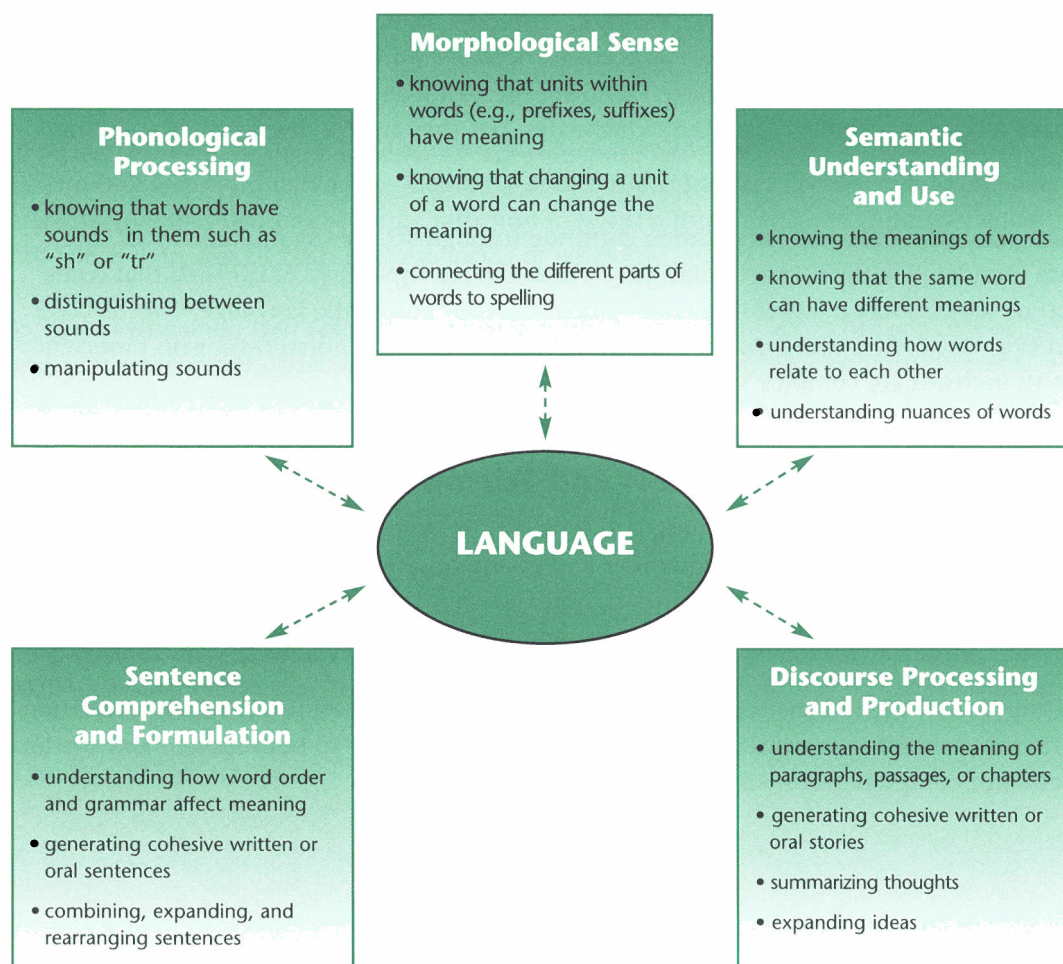 Morphological Sense
• knowing that units within
words (e.g., prefixes, suffixes)
have meaning
• knowing that changing a unit
of a word can change the
meaning
• connecting the different parts of
words to spelling
Phonological
Processing
• knowing that words have
sounds in them such as
“sh” or “tr”
• distinguishing between
sounds
• manipulating sounds
Semantic
Understanding
and Use
• knowing the meanings of words
• knowing that the same word
can have different meanings
• understanding how words
relate to each other
• understanding nuances of words
LANGUAGE
Sentence
Comprehension
and Formulation
• understanding how word order
and grammar affect meaning
• generating cohesive written or
oral sentences
• combining, expanding, and
rearranging sentences
Discourse Processing
and Production
• understanding the meaning of
paragraphs, passages, or chapters
• generating cohesive written or
oral stories
• summarizing thoughts
• expanding ideas